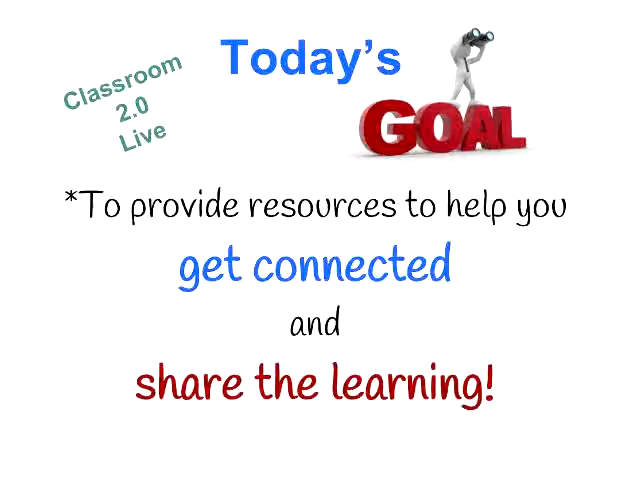 Today's
Classroom
2.0
Live
GOAL
*To provide resources to help you
get connected
and
share the learning!